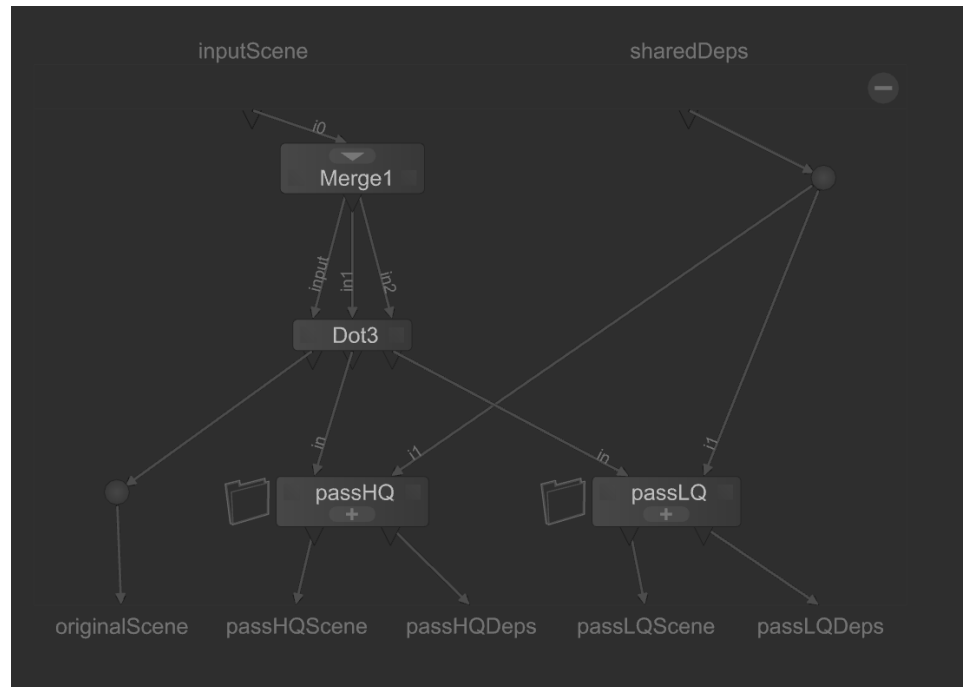 inputScene sharedDeps
i0
Merge1
input in1 in2
Dot3
in i1 in i1
passHQ passLQ
originalScene passHQScene passHQDeps passLQScene passLQDeps